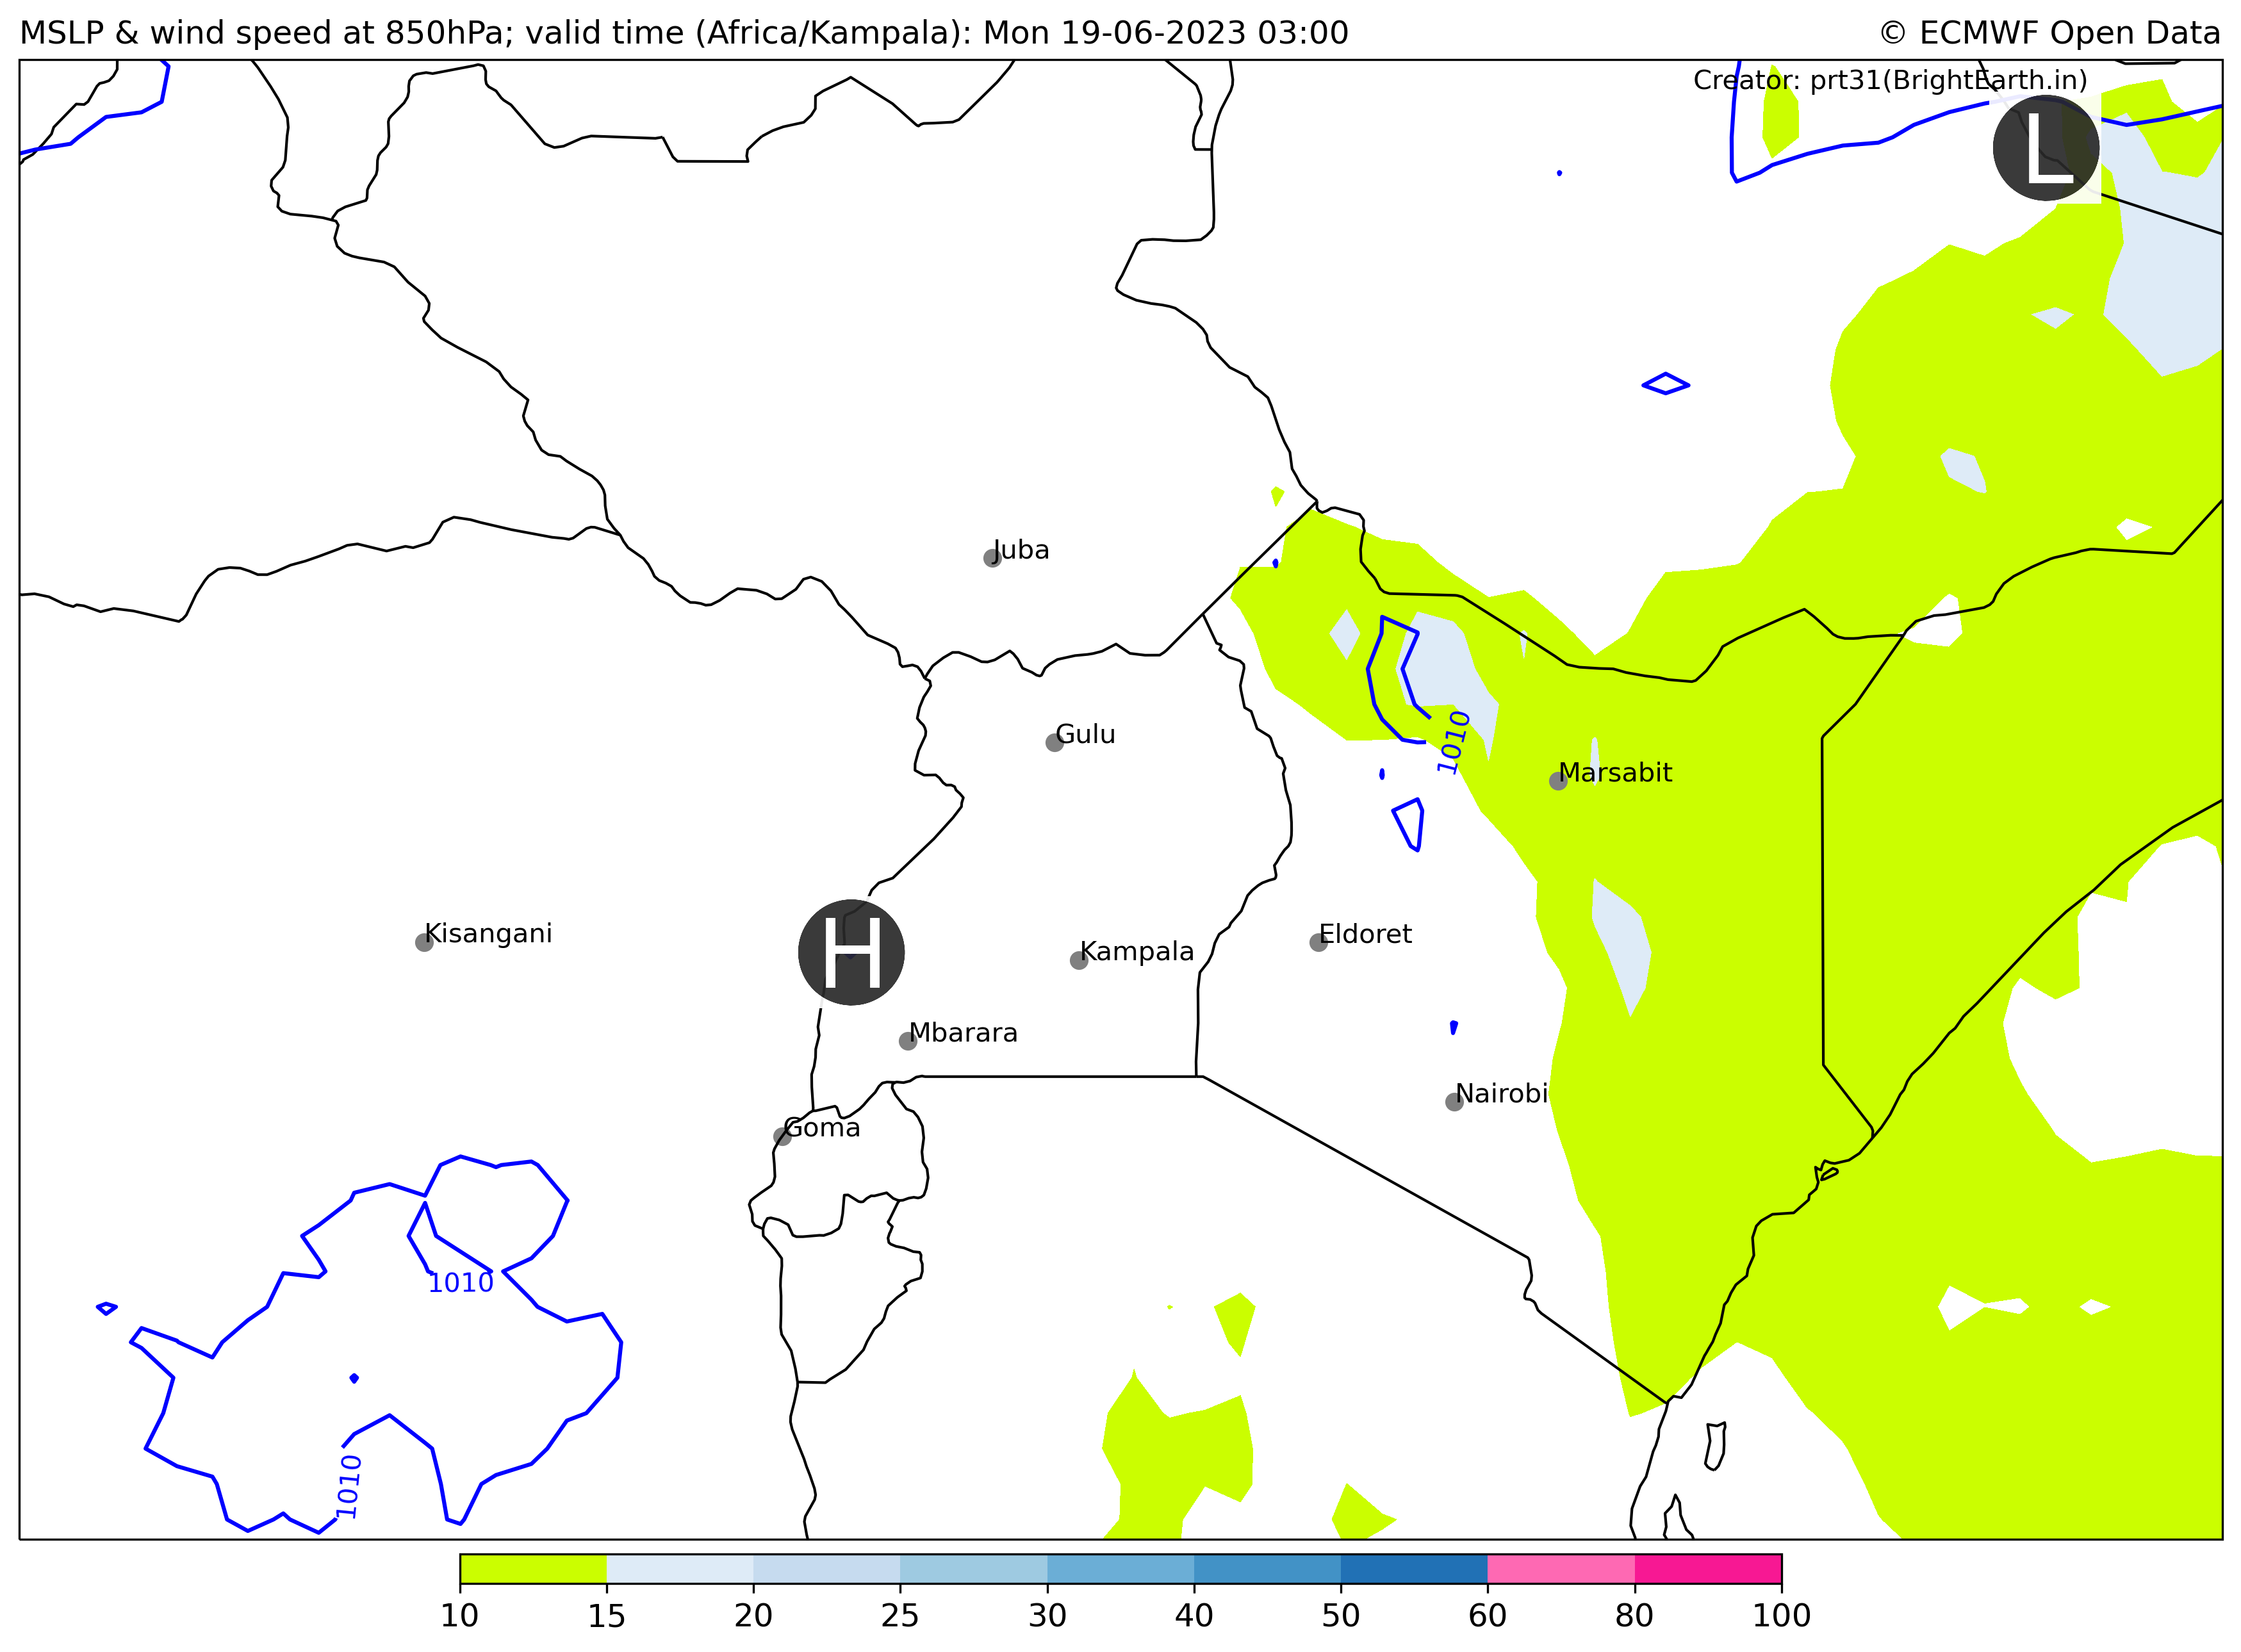 MSLP & wind speed at 850hPa; valid time (Africa/Kampala): Mon 19-06-2023 03:00
© ECMWF Open Data
Creator: prt31(BrightEarth.in)
L
Juba
Gulu
1010
Marsabit
Kisangani
H
Kampala
Eldoret
Mbarara
Nairobi
Goma
1010
1010
10 15 20 25 30 40 50 60 80 100